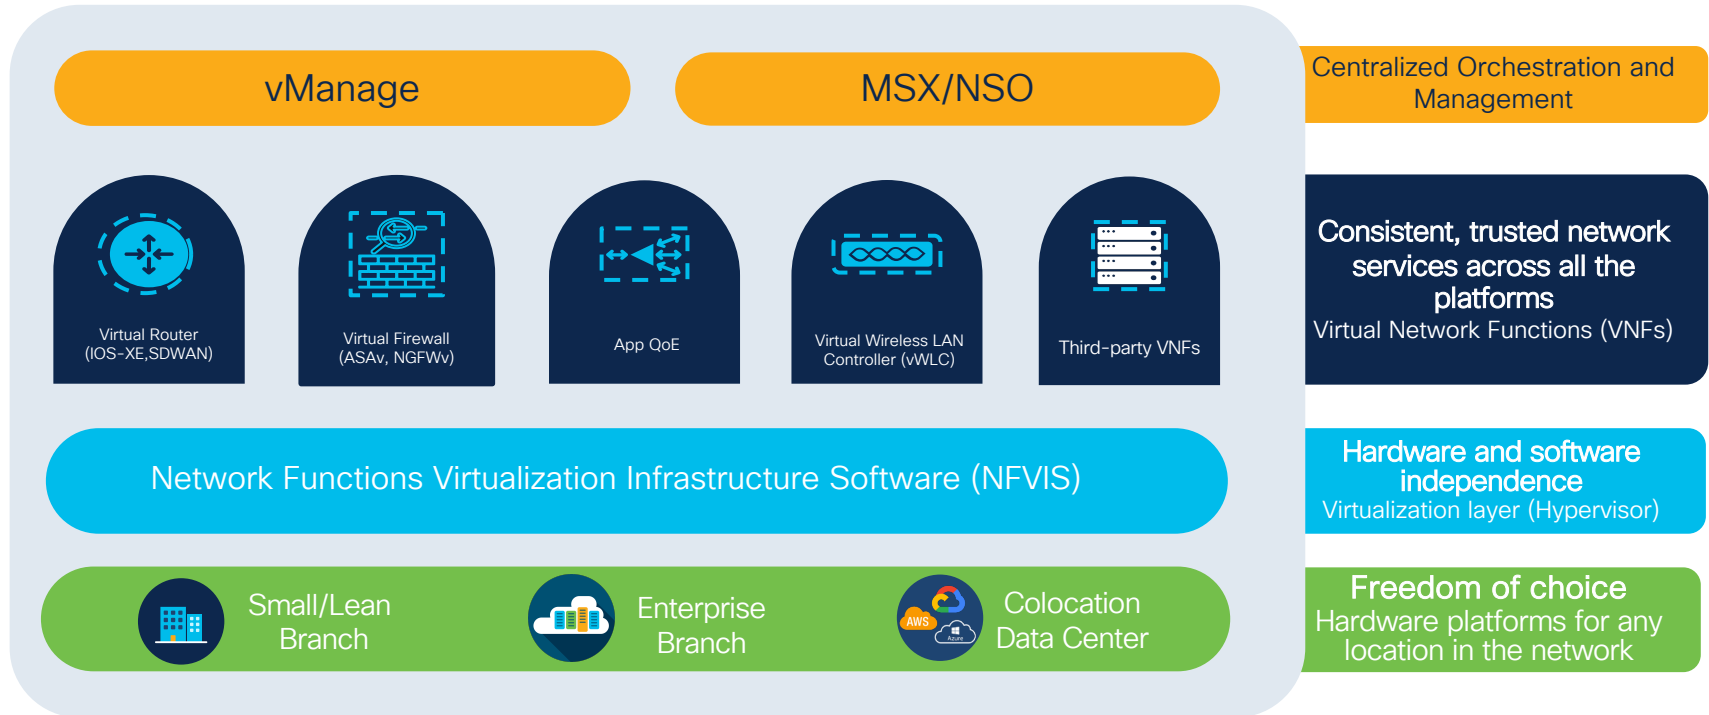 vManage
MSX/NSO
Centralized Orchestration and
Management
Virtual Router
(IOS-XE,SDWAN)
Virtual Firewall
(ASAv, NGFWv)
App QoE
Virtual Wireless LAN
Controller (vWLC)
Third-party VNFs
Consistent, trusted network
services across all the
platforms
Virtual Network Functions (VNFs)
Network Functions Virtualization Infrastructure Software (NFVIS)
Hardware and software
independence
Virtualization layer (Hypervisor)
Small/Lean
Branch
Enterprise
Branch
AWS
Azure
Colocation
Data Center
Freedom of choice
Hardware platforms for any
location in the network